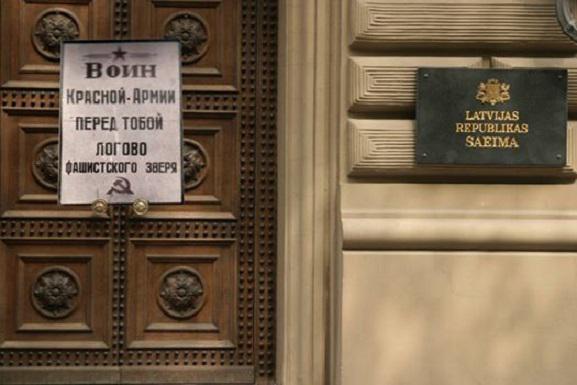 Воин
Красной-Армии
перед тобой
логово
фашистского зверя
LATVIJAS
REPUBLIKAS
SAEIMA